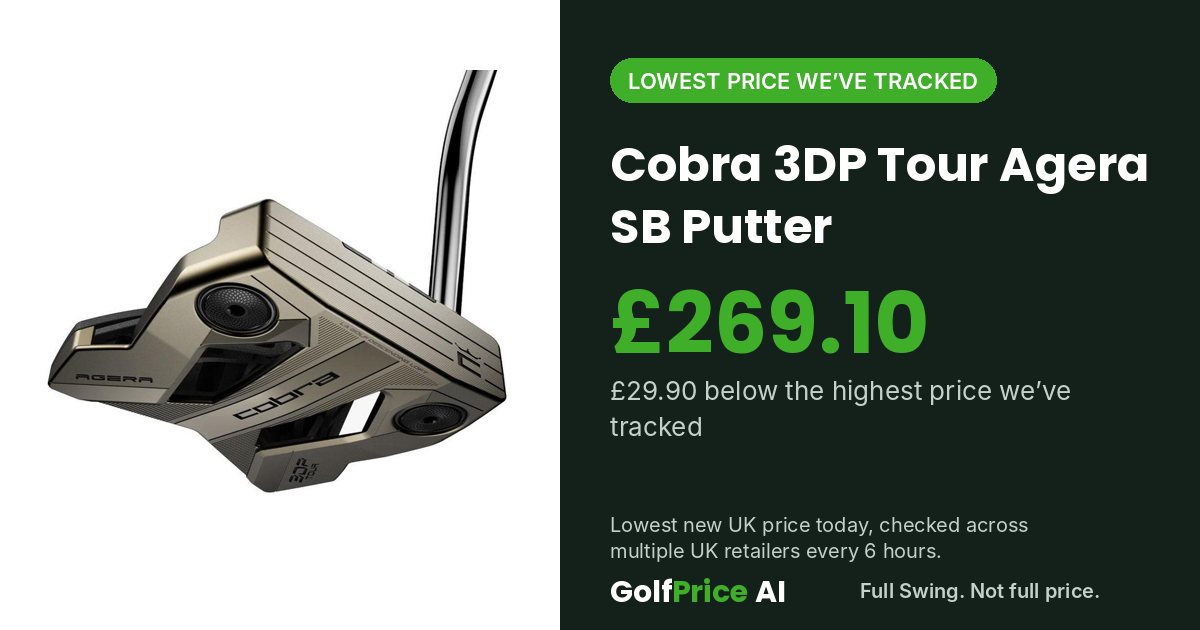 LOWEST PRICE WE’VE TRACKED
Cobra 3DP Tour Agera
SB Putter
£269.10
£29.90 below the highest price we’ve
tracked
Lowest new UK price today, checked across
multiple UK retailers every 6 hours.
GolfPrice AI
Full Swing. Not full price.
AGERA
cobra
3DP
TOUR